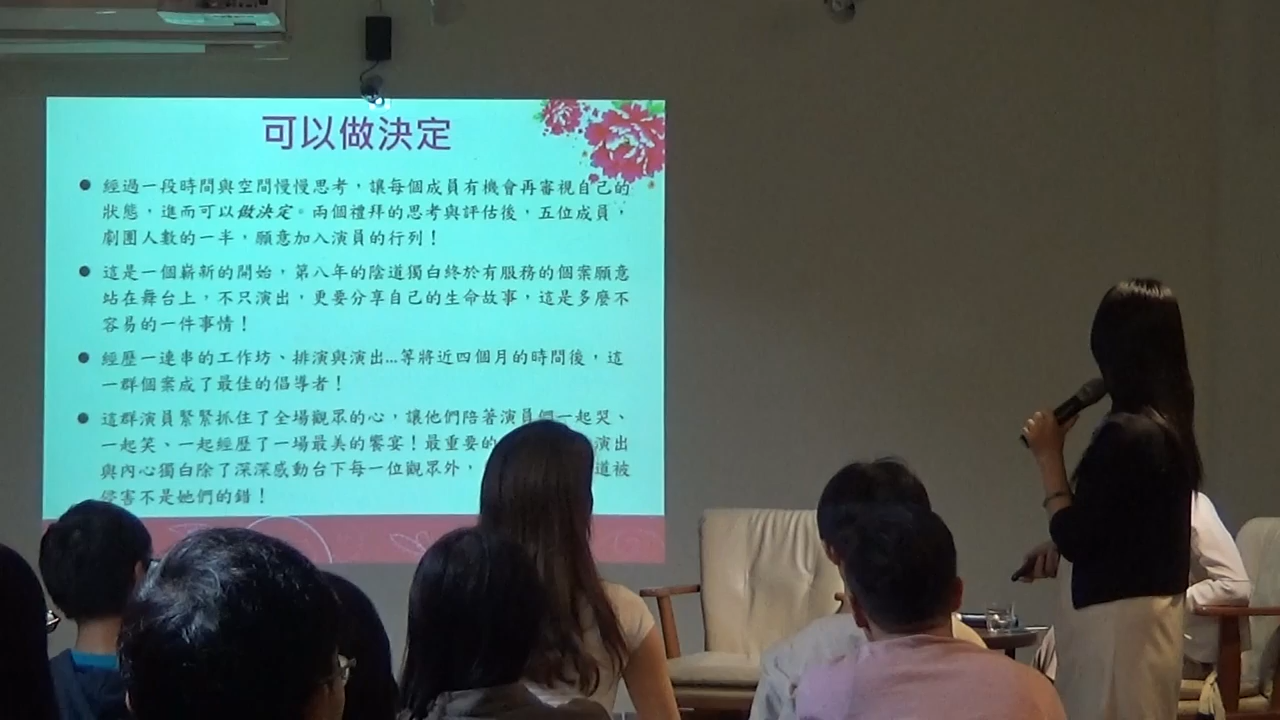 可以做決定
● 經過一段時間與空間慢慢思考，讓每個成員有機會再審視自己的
狀態，進而可以做決定。兩個禮拜的思考與評估後，五位成員，
劇團人數的一半，願意加入演員的行列！
● 這是一個嶄新的開始，第八年的陰道獨白終於有服務的個案願意
站在舞台上，不只演出，更要分享自己的生命故事，這是多麼不
容易的一件事情！
● 經歷一連串的工作坊、排演與演出…等將近四個月的時間後，這
一群個案成了最佳的倡導者！
● 這群演員緊緊抓住了全場觀眾的心，讓他們陪著演員們一起哭、
一起笑、一起經歷了一場最美的饗宴！最重要的 演出
與內心獨白除了深深感動台下每一位觀眾外， 道被
侵害不是她們的錯！